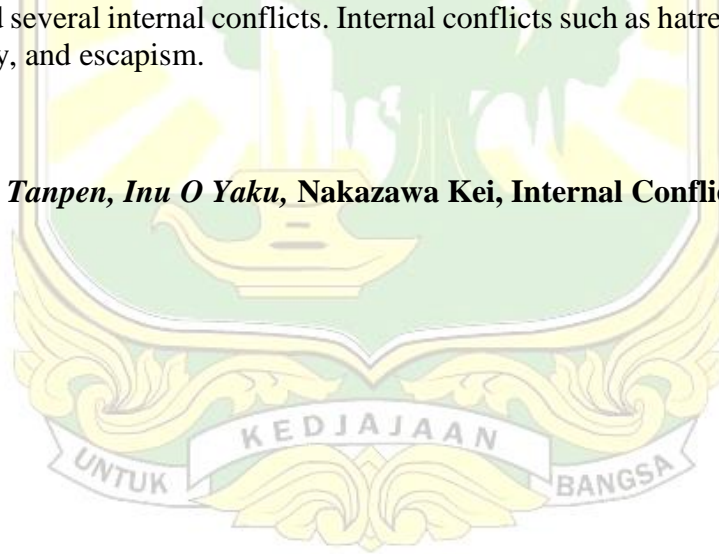 several internal conflicts. Internal conflicts such as hatre
, and escapism.
Tanpen, Inu O Yaku, Nakazawa Kei, Internal Conflic
UNTUK KEDJAJAAN BANGSA